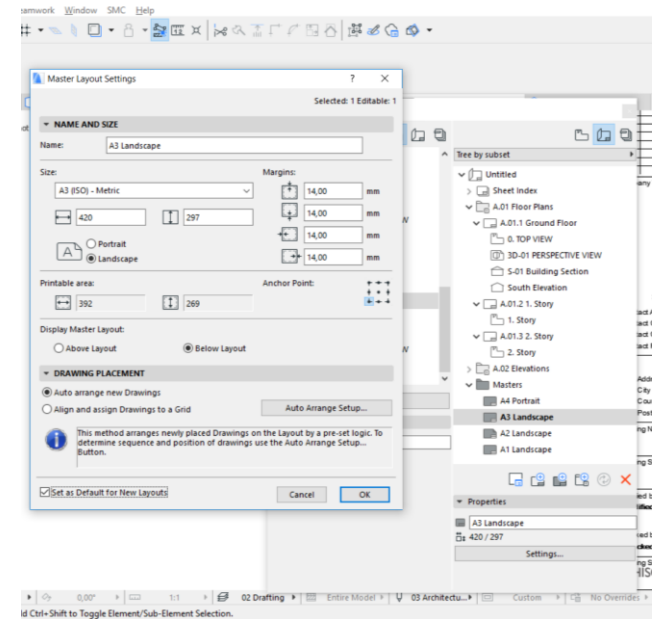 Window SMC Help
Master Layout Settings ? ×
Selected: 1 Editable: 1
NAME AND SIZE
Name: A3 Landscape
Size: Margins:
A3 (ISO) - Metric
14,00 mm
420 297
14,00 mm
14,00 mm
14,00 mm
Portrait
Landscape
Printable area: Anchor Point:
392 269
Display Master Layout:
Above Layout Below Layout
DRAWING PLACEMENT
Auto arrange new Drawings
Align and assign Drawings to a Grid
Auto Arrange Setup...
This method arranges newly placed Drawings on the Layout by a pre-set logic. To
determine sequence and position of drawings use the Auto Arrange Setup...
Button.
Set as Default for New Layouts
Cancel OK
Tree by subset
Untitled
Sheet Index
A.01 Floor Plans
A.01.1 Ground Floor
0. TOP VIEW
3D-01 PERSPECTIVE VIEW
S-01 Building Section
South Elevation
A.01.2 1. Story
1. Story
A.01.3 2. Story
2. Story
A.02 Elevations
Masters
A4 Portrait
A3 Landscape
A2 Landscape
A1 Landscape
Properties
A3 Landscape
420 / 297
Settings...
0,00° 1:1 02 Drafting Entire Model 03 Architectu... Custom No Overrides
Ctrl+Shift to Toggle Element/Sub-Element Selection.